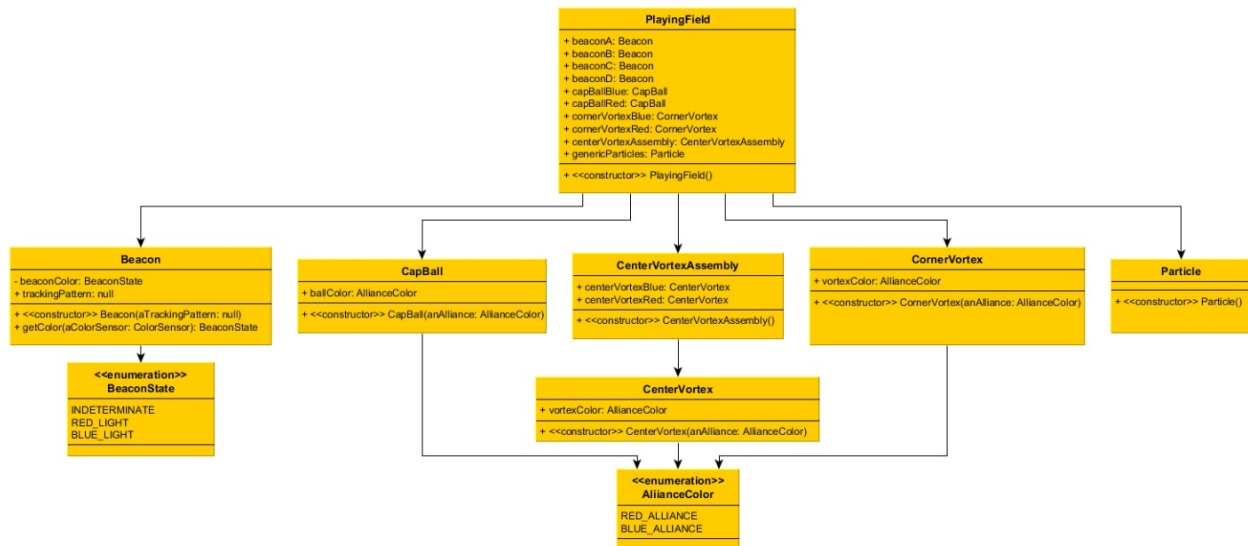 PlayingField
+ beaconA: Beacon
+ beaconB: Beacon
+ beaconC: Beacon
+ beaconD: Beacon
+ capBallBlue: CapBall
+ capBallRed: CapBall
+ cornerVortexBlue: CornerVortex
+ cornerVortexRed: CornerVortex
+ centerVortexAssembly: CenterVortexAssembly
+ genericParticles: Particle
+ <<constructor>> PlayingField()
Beacon
- beaconColor: BeaconState
+ trackingPattern: null
+ <<constructor>> Beacon(aTrackingPattern: null)
+ getColor(aColorSensor: ColorSensor): BeaconState
CapBall
+ ballColor: AllianceColor
+ <<constructor>> CapBall(anAlliance: AllianceColor)
CenterVortexAssembly
+ centerVortexBlue: CenterVortex
+ centerVortexRed: CenterVortex
+ <<constructor>> CenterVortexAssembly()
CornerVortex
+ vortexColor: AllianceColor
+ <<constructor>> CornerVortex(anAlliance: AllianceColor)
Particle
+ <<constructor>> Particle()
<<enumeration>>
BeaconState
INDETERMINATE
RED_LIGHT
BLUE_LIGHT
CenterVortex
+ vortexColor: AllianceColor
+ <<constructor>> CenterVortex(anAlliance: AllianceColor)
<<enumeration>>
AllianceColor
RED_ALLIANCE
BLUE_ALLIANCE